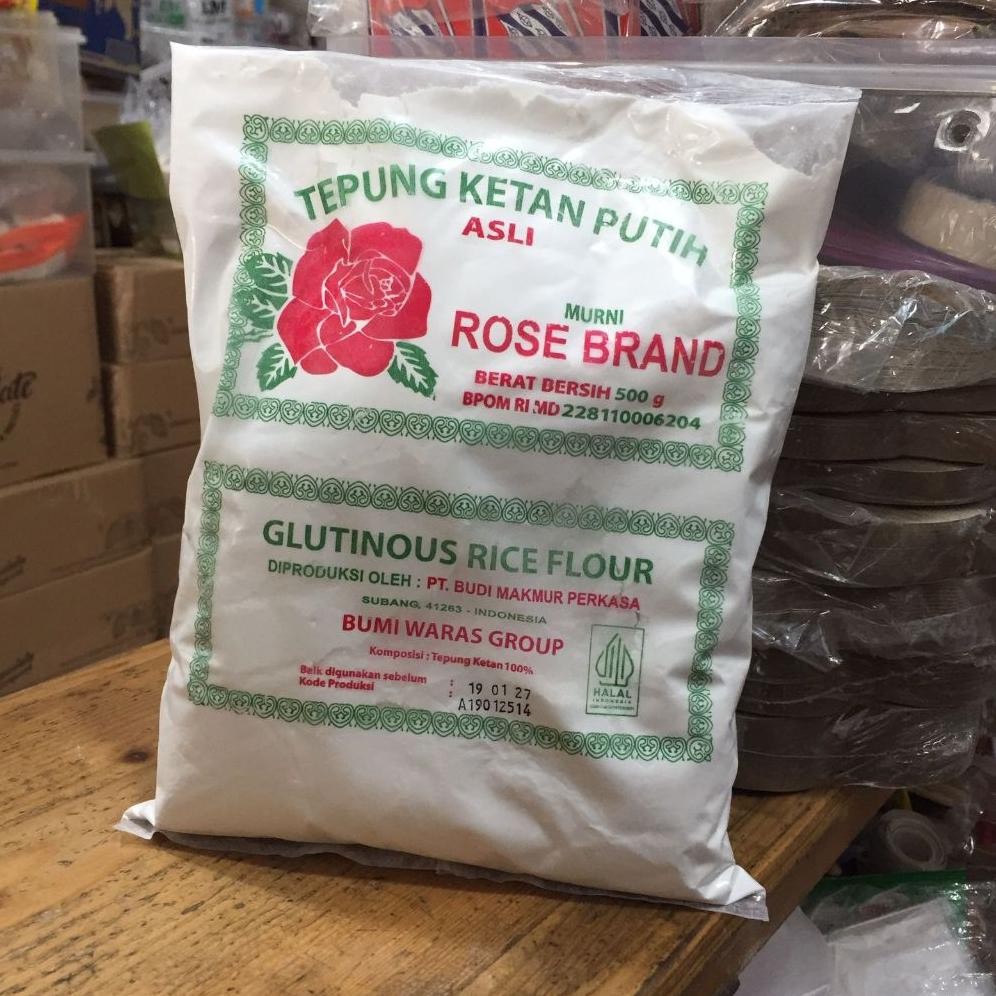 TEPUNG KETAN PUTIH
ASLI
MURNI
ROSE BRAND
BERAT BERSIH 500 g
BPOM RI MD 228110006204
GLUTINOUS RICE FLOUR
DIPRODUKSI OLEH : PT. BUDI MAKMUR PERKASA
SUBANG, 41263 - INDONESIA
BUMI WARAS GROUP
Komposisi : Tepung Ketan 100%
Baik digunakan sebelum : 19 01 27
Kode Produksi : A19012514
HALAL
INDONESIA